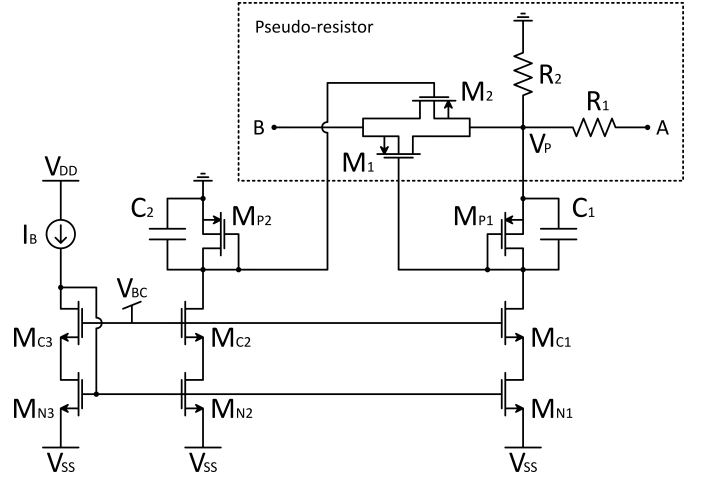 Pseudo-resistor
R2
M2
R1
B
A
VP
M1
VDD
C2
MP2
MP1
C1
IB
VBC
MC3
MC2
MC1
MN3
MN2
MN1
VSS
VSS
VSS